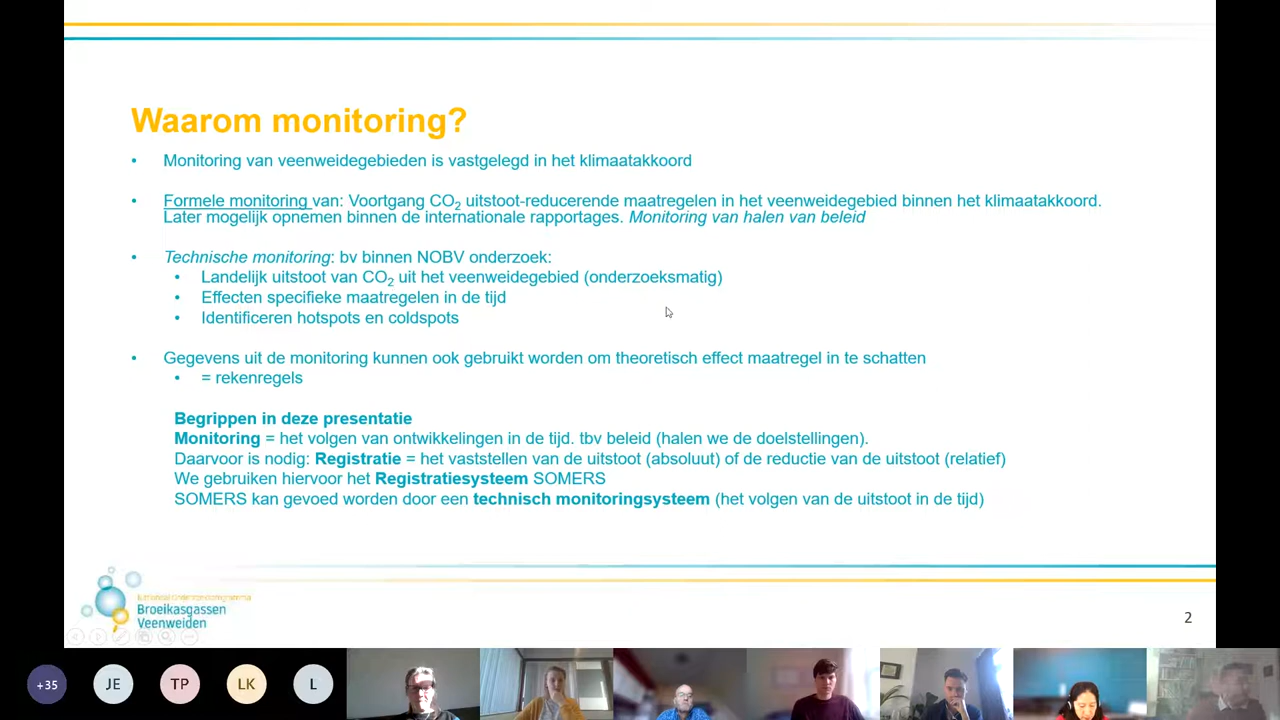 Waarom monitoring?
• Monitoring van veenweidegebieden is vastgelegd in het klimaatakkoord
• Formele monitoring van: Voortgang CO2 uitstoot-reducerende maatregelen in het veenweidegebied binnen het klimaatakkoord.
Later mogelijk opnemen binnen de internationale rapportages. Monitoring van halen van beleid
• Technische monitoring: bv binnen NOBV onderzoek:
• Landelijk uitstoot van CO2 uit het veenweidegebied (onderzoeksmatig)
• Effecten specifieke maatregelen in de tijd
• Identificeren hotspots en coldspots
• Gegevens uit de monitoring kunnen ook gebruikt worden om theoretisch effect maatregel in te schatten
• = rekenregels
Begrippen in deze presentatie
Monitoring = het volgen van ontwikkelingen in de tijd. tbv beleid (halen we de doelstellingen).
Daarvoor is nodig: Registratie = het vaststellen van de uitstoot (absoluut) of de reductie van de uitstoot (relatief)
We gebruiken hiervoor het Registratiesysteem SOMERS
SOMERS kan gevoed worden door een technisch monitoringsysteem (het volgen van de uitstoot in de tijd)
Broeikasgassen
Veenweiden
2
+35
JE
TP
LK
L